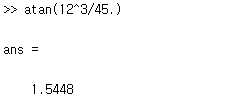 >> atan(12^3/45.)
ans =
1.5448